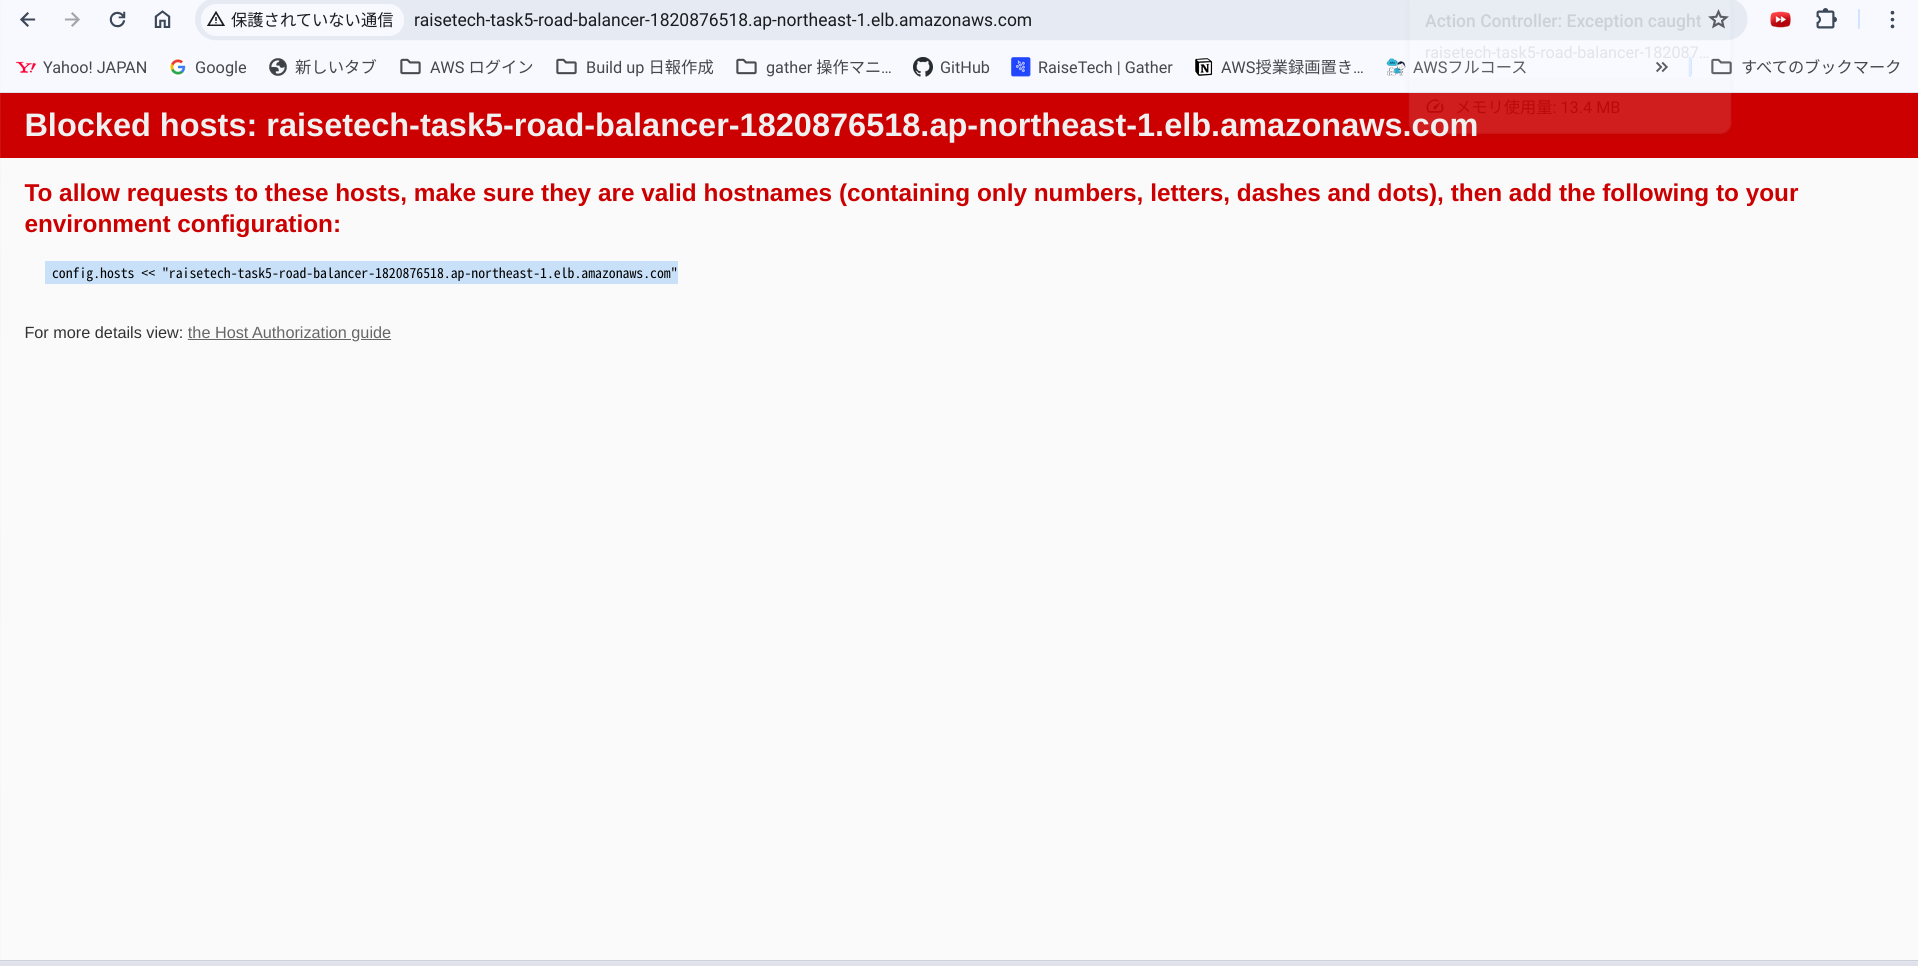 保護されていない通信 raisetech-task5-road-balancer-1820876518.ap-northeast-1.elb.amazonaws.com
Action Controller: Exception caught
raisetech-task5-road-balancer-182087...
Yahoo! JAPAN Google 新しいタブ AWS ログイン Build up 日報作成 gather 操作マニ... GitHub RaiseTech | Gather AWS授業録画置き... AWSフルコース » すべてのブックマーク
メモリ使用量: 13.4 MB
Blocked hosts: raisetech-task5-road-balancer-1820876518.ap-northeast-1.elb.amazonaws.com
To allow requests to these hosts, make sure they are valid hostnames (containing only numbers, letters, dashes and dots), then add the following to your
environment configuration:
config.hosts << "raisetech-task5-road-balancer-1820876518.ap-northeast-1.elb.amazonaws.com"
For more details view: the Host Authorization guide